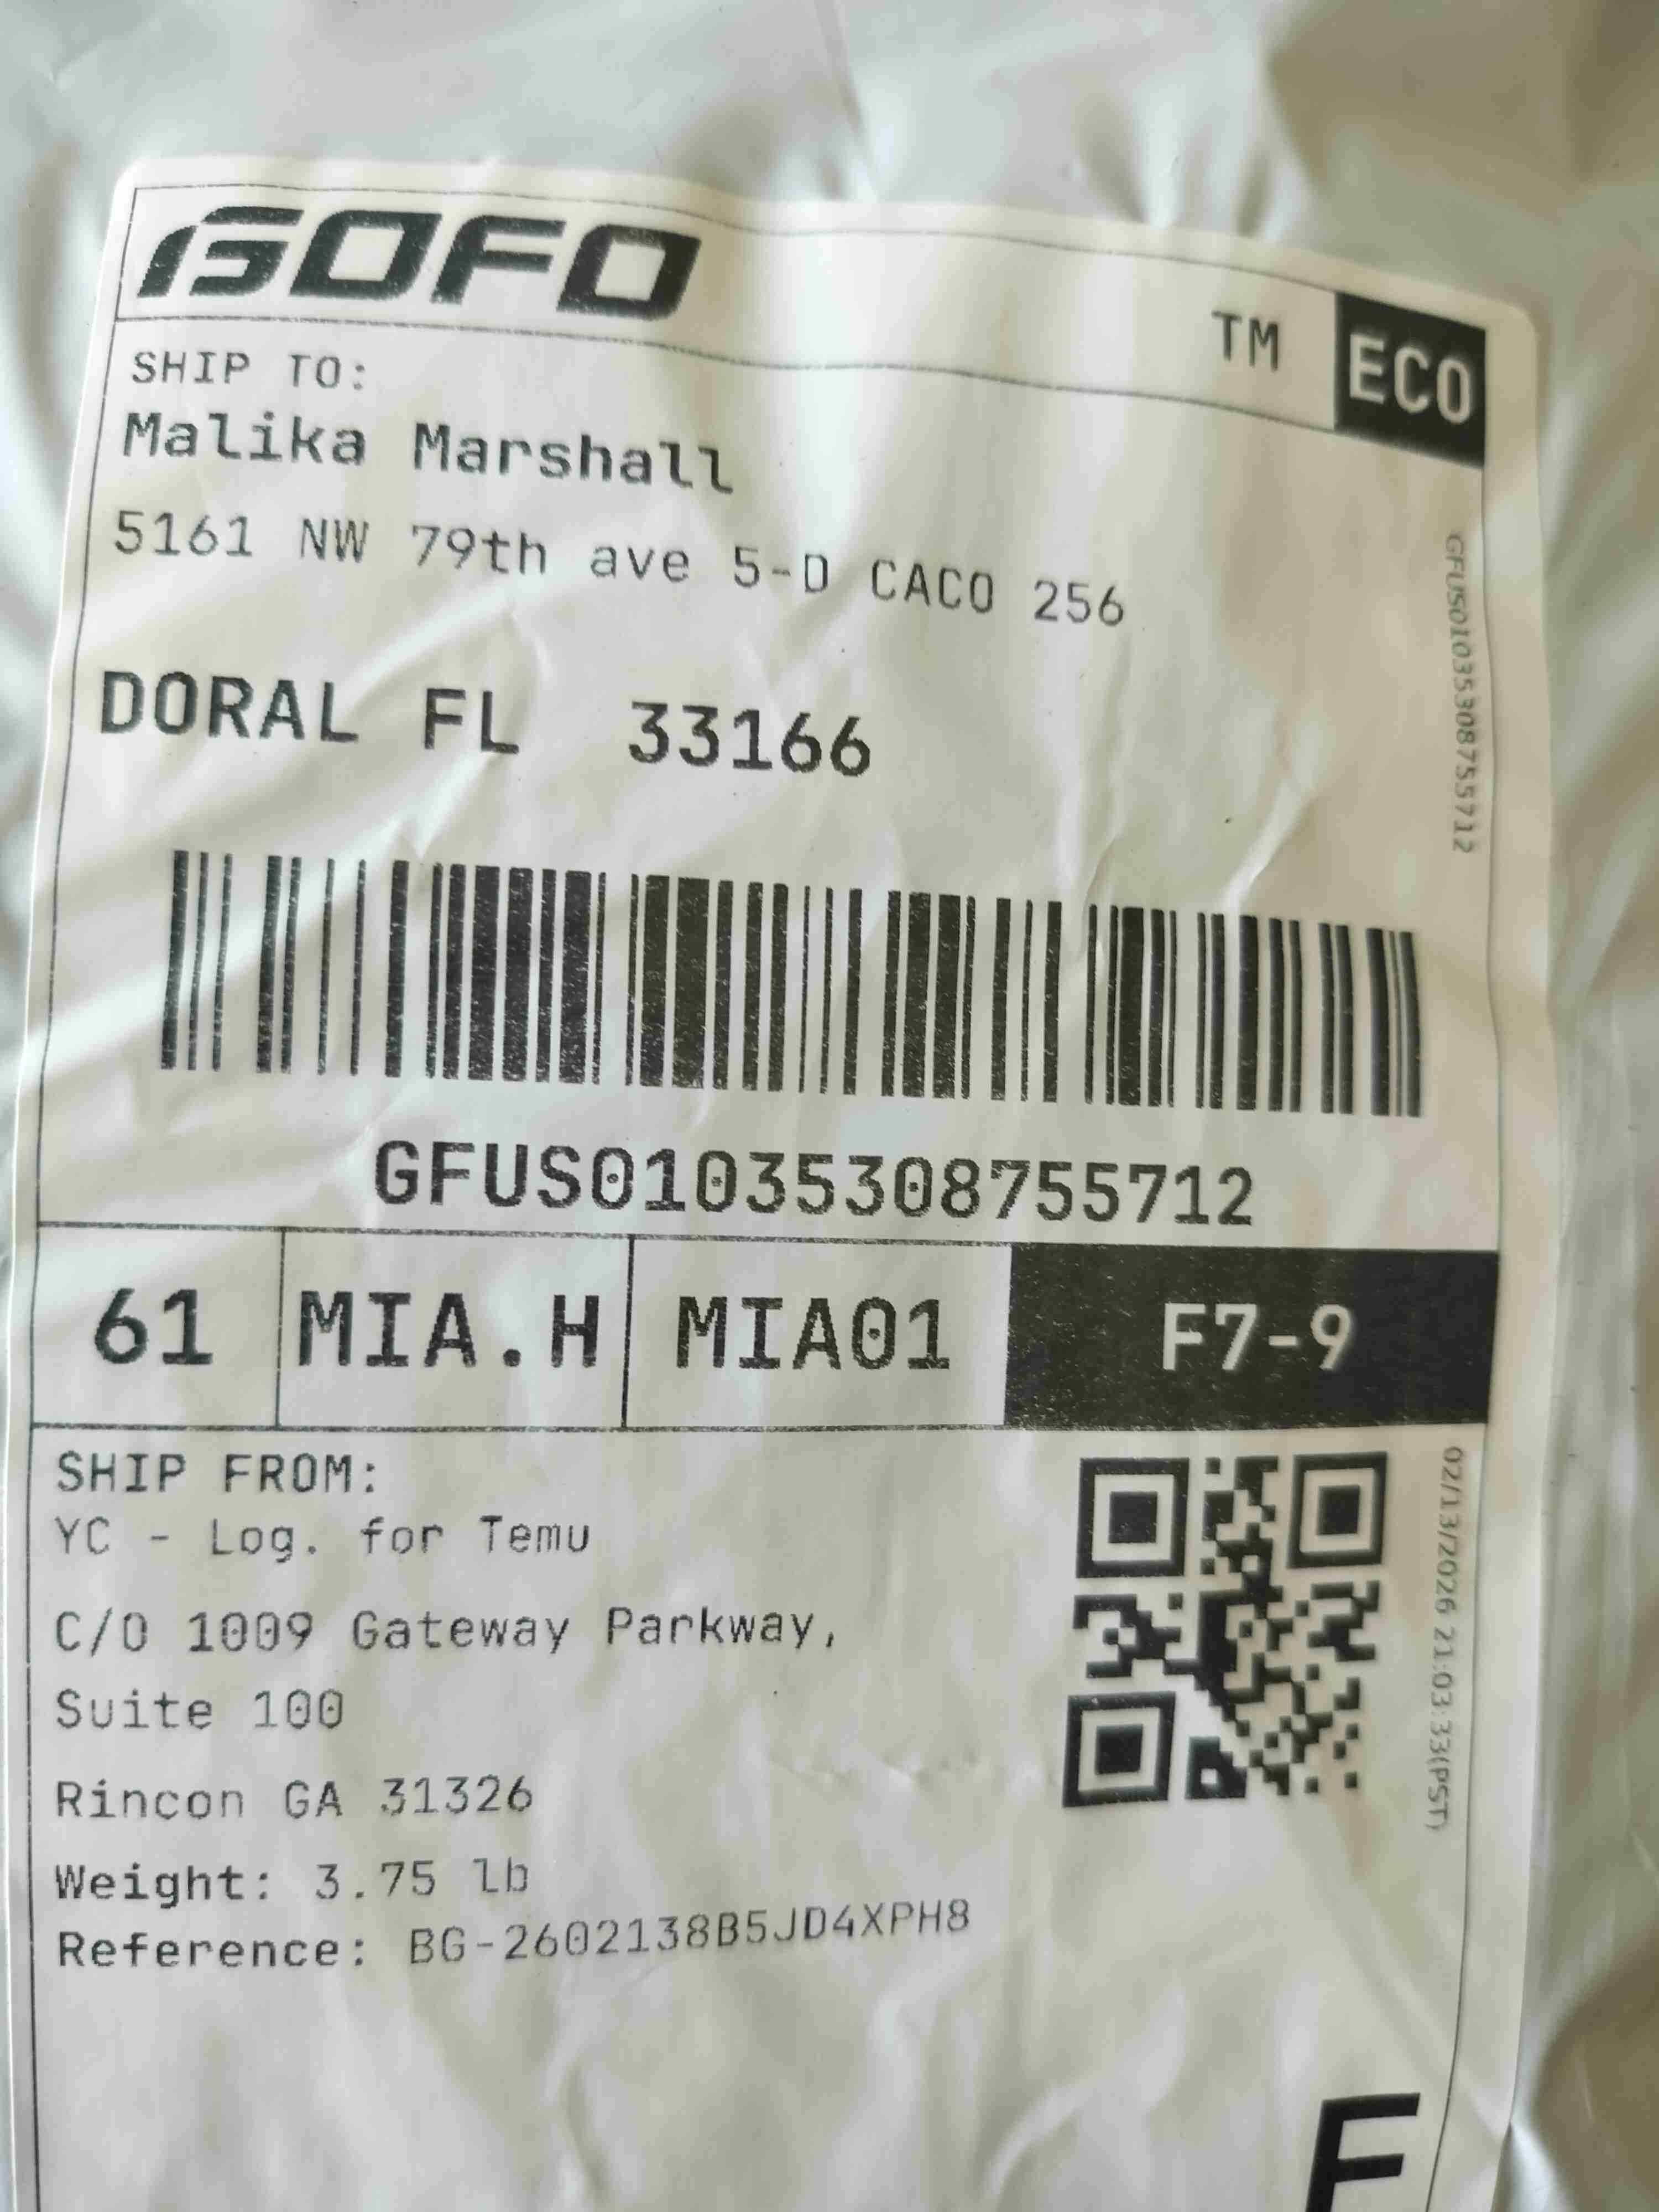 GOFO
TM ECO
SHIP TO:
Malika Marshall
5161 NW 79th ave 5-D CACO 256
DORAL FL 33166
GFUS01035308755712
GFUS01035308755712
61 MIA.H MIA01 F7-9
SHIP FROM:
YC - Log. for Temu
C/O 1009 Gateway Parkway,
Suite 100
Rincon GA 31326
Weight: 3.75 lb
Reference: BG-2602138B5JD4XPH8
02/13/2026 21:03:33(PST)
F